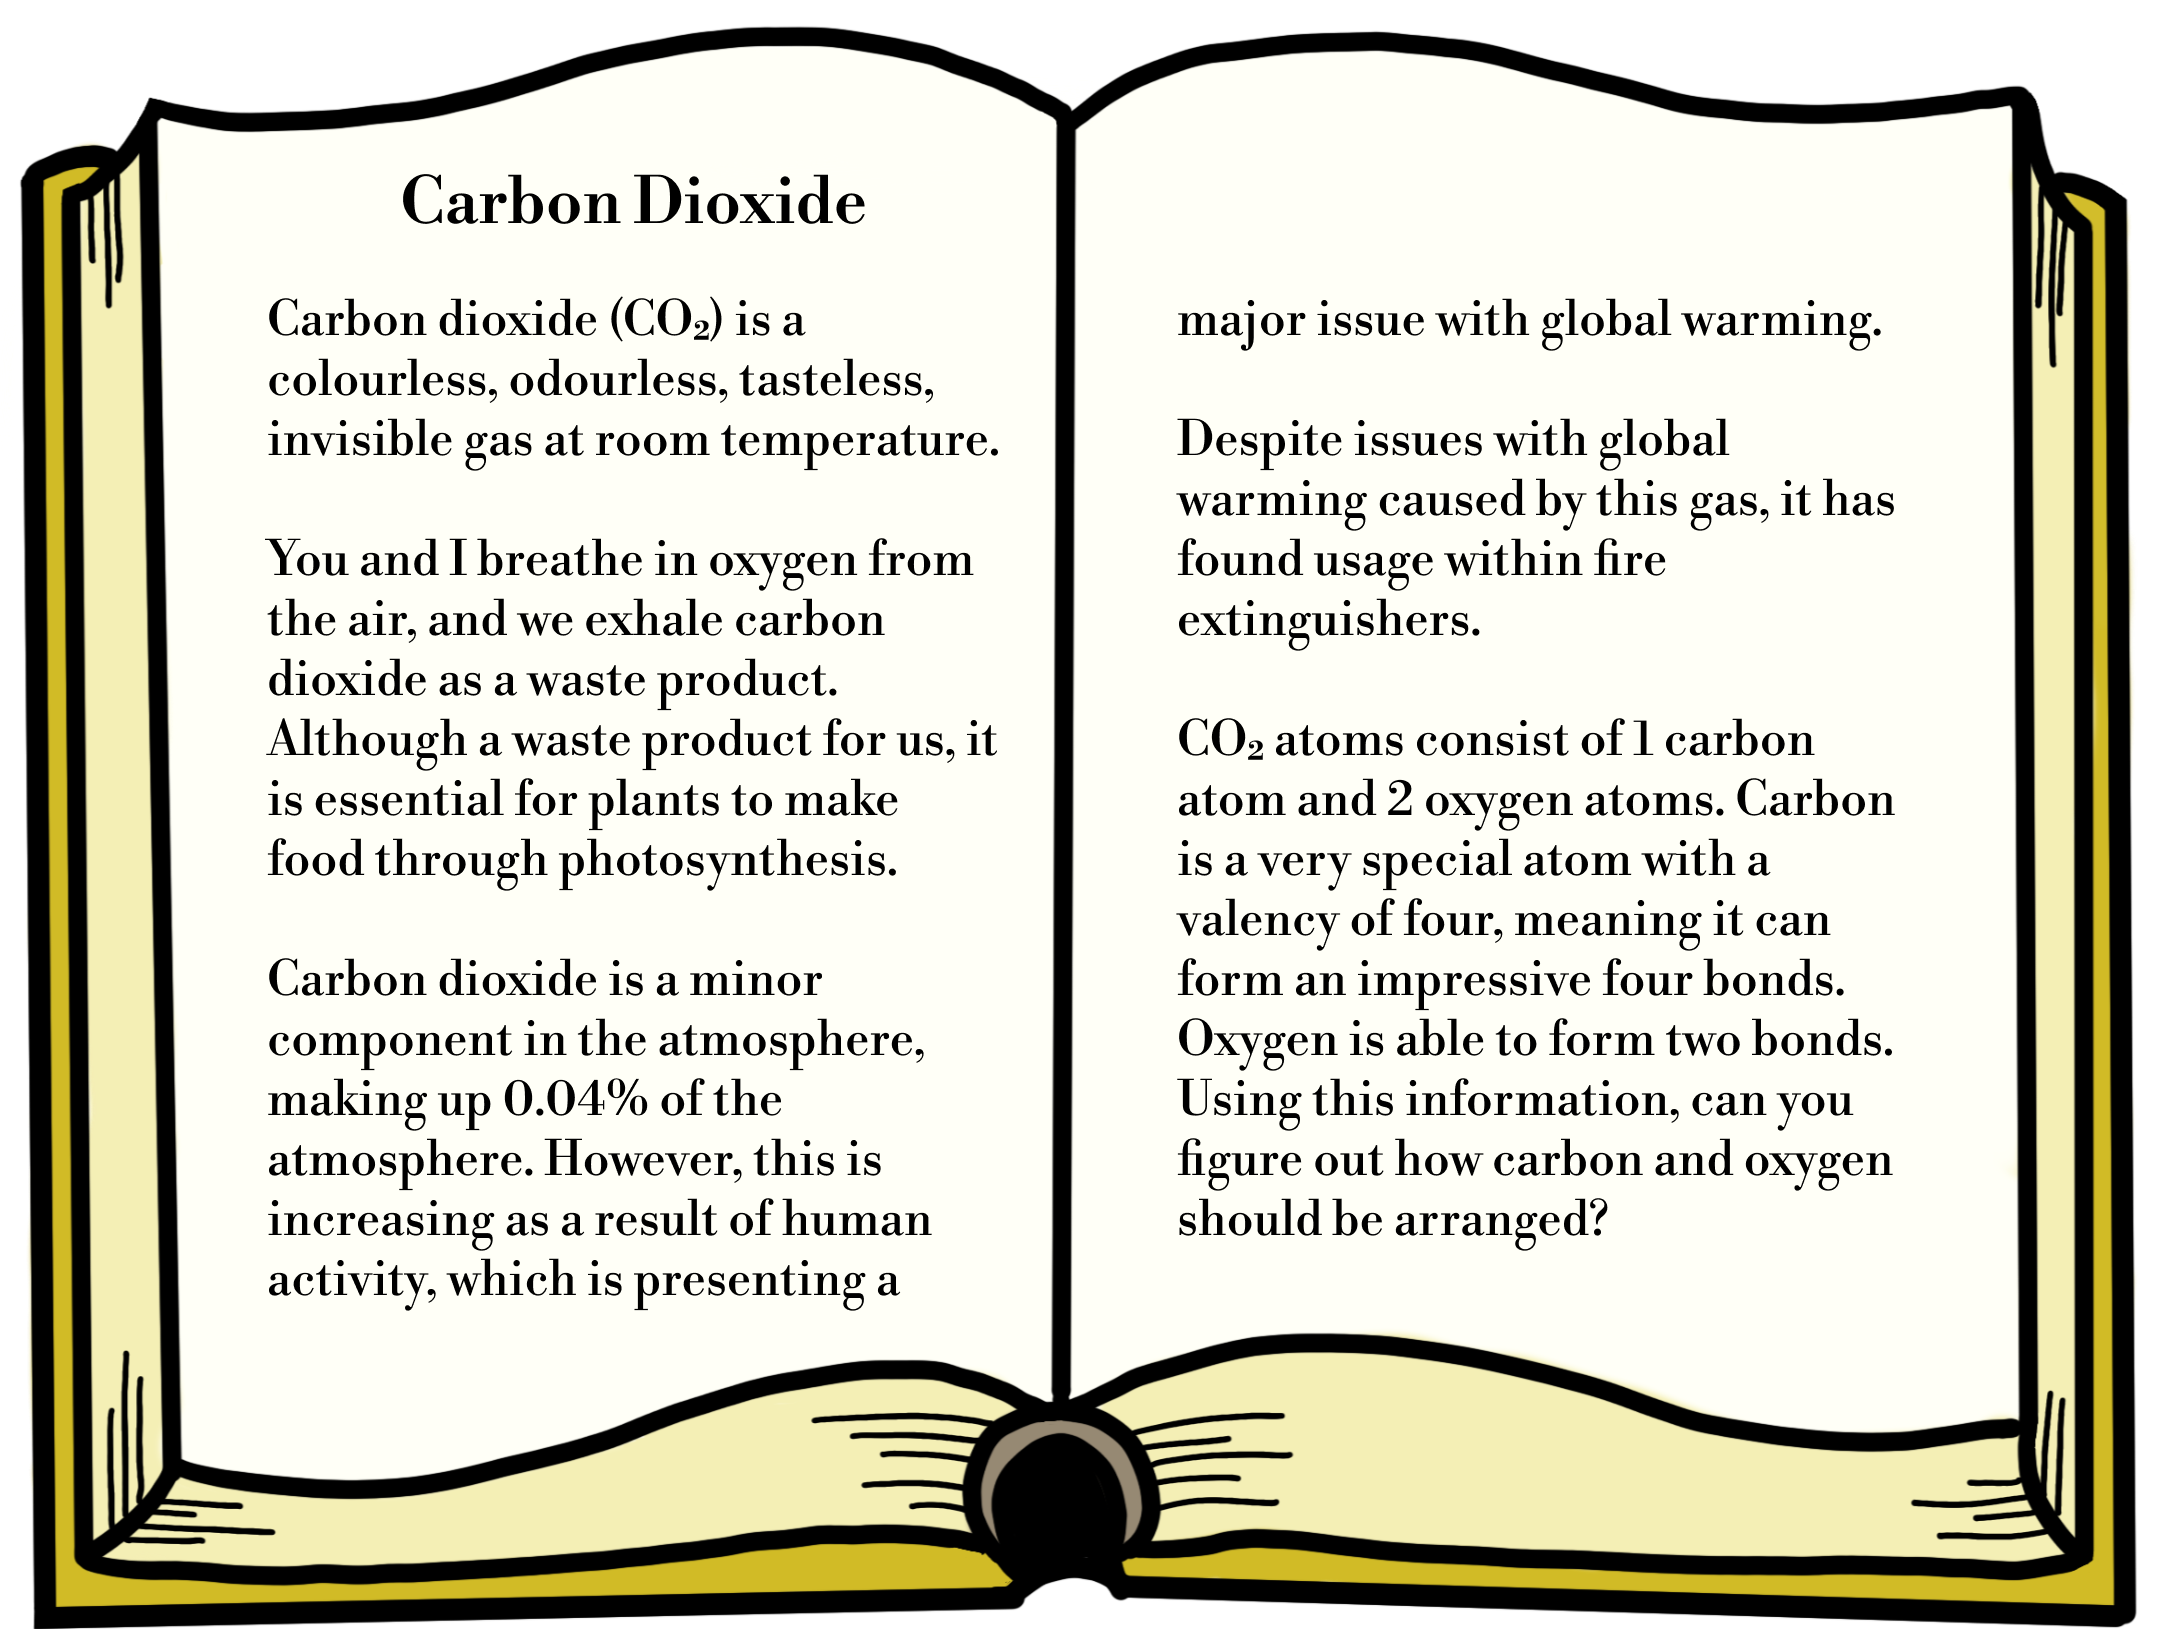 Carbon Dioxide
Carbon dioxide (CO₂) is a
colourless, odourless, tasteless,
invisible gas at room temperature.
You and I breathe in oxygen from
the air, and we exhale carbon
dioxide as a waste product.
Although a waste product for us, it
is essential for plants to make
food through photosynthesis.
Carbon dioxide is a minor
component in the atmosphere,
making up 0.04% of the
atmosphere. However, this is
increasing as a result of human
activity, which is presenting a
major issue with global warming.
Despite issues with global
warming caused by this gas, it has
found usage within fire
extinguishers.
CO₂ atoms consist of 1 carbon
atom and 2 oxygen atoms. Carbon
is a very special atom with a
valency of four, meaning it can
form an impressive four bonds.
Oxygen is able to form two bonds.
Using this information, can you
figure out how carbon and oxygen
should be arranged?